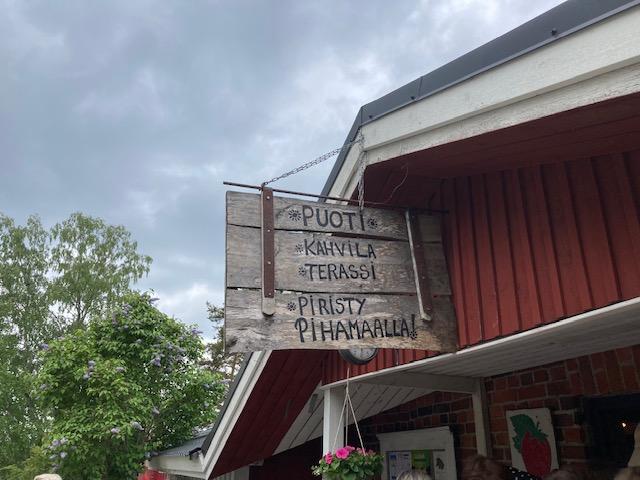 PUOTI
KAHVILA
TERASSI
PIRISTY
PIHAMAALLA!